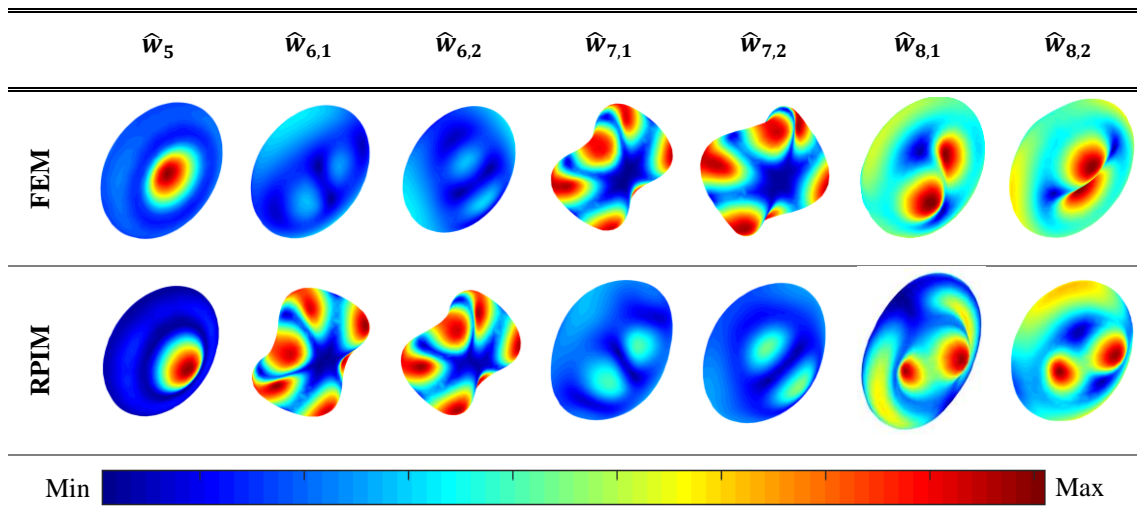 ŵ₅ ŵ₆,₁ ŵ₆,₂ ŵ₇,₁ ŵ₇,₂ ŵ₈,₁ ŵ₈,₂
FEM
RPIM
Min Max